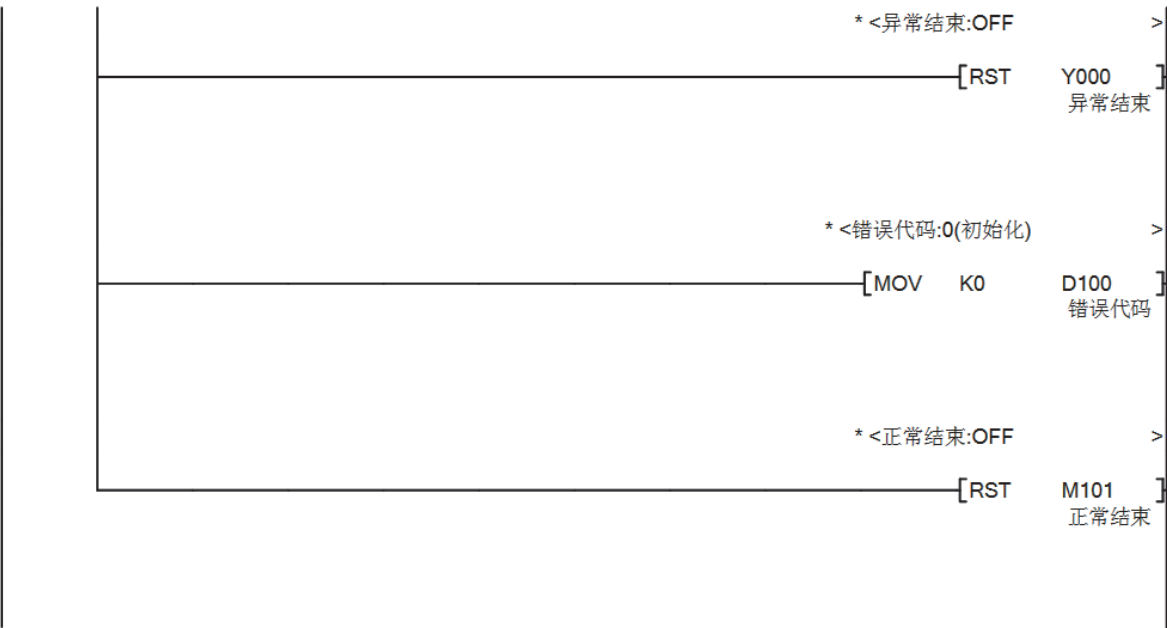 * <异常结束:OFF >
[RST Y000 ]
异常结束
* <错误代码:0(初始化) >
[MOV K0 D100 ]
错误代码
* <正常结束:OFF >
[RST M101 ]
正常结束